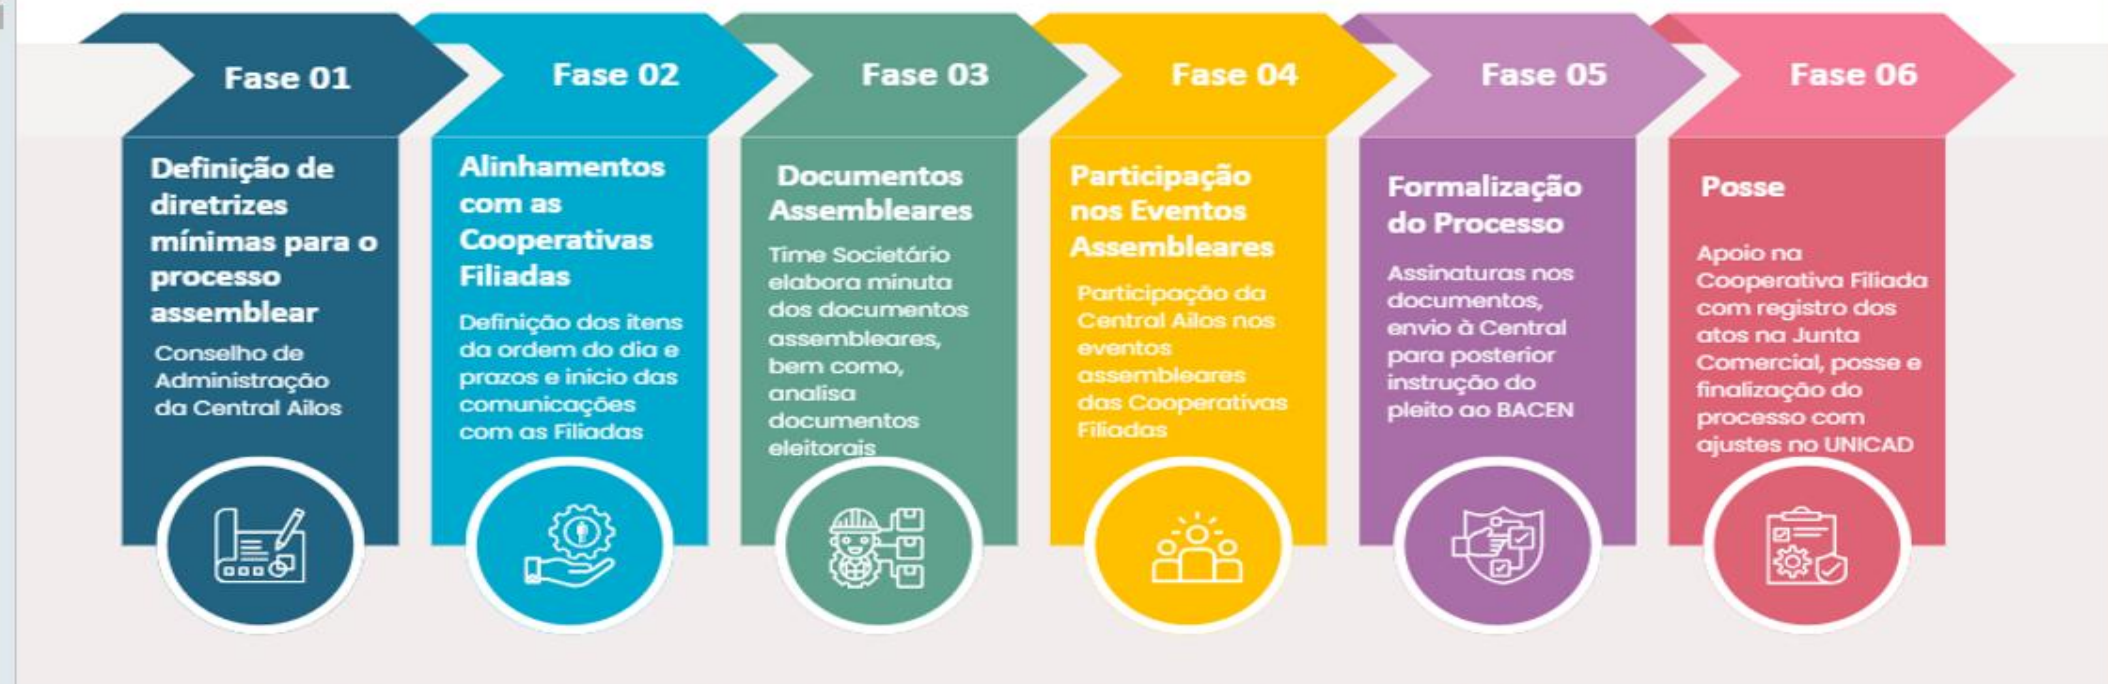 Fase 01
Definição de
diretrizes
mínimas para o
processo
assemblear
Conselho de
Administração
da Central Ailos
Fase 02
Alinhamentos
com as
Cooperativas
Filiadas
Definição dos itens
da ordem do dia e
prazos e inicio das
comunicações
com as Filiadas
Fase 03
Documentos
Assembleares
Time Societário
elabora minuta
dos documentos
assembleares,
bem como,
analisa
documentos
eleitorais
Fase 04
Participação
nos Eventos
Assembleares
Participação da
Central Ailos nos
eventos
assembleares
das Cooperativas
Filiadas
Fase 05
Formalização
do Processo
Assinaturas nos
documentos,
envio à Central
para posterior
instrução do
pleito ao BACEN
Fase 06
Posse
Apoio na
Cooperativa Filiada
com registro dos
atos na Junta
Comercial, posse e
finalização do
processo com
ajustes no UNICAD